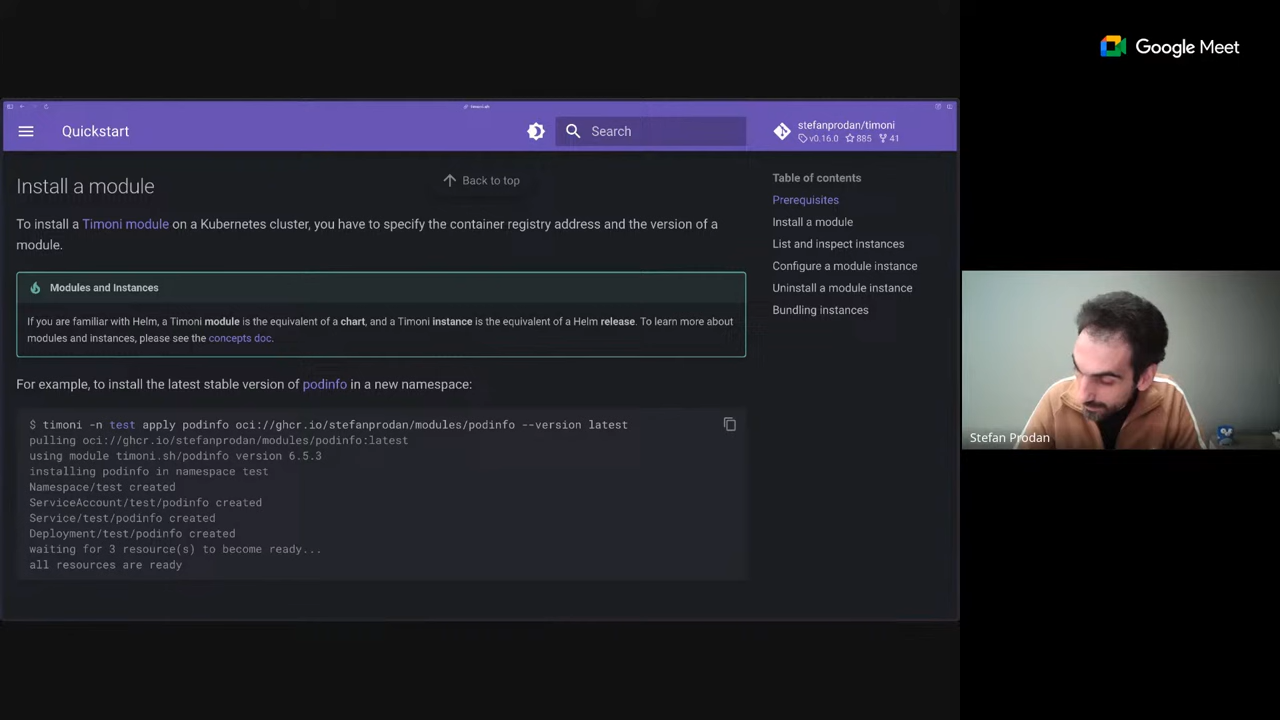 Google Meet
timoni.sh
Quickstart
Search
stefanprodan/timoni
v0.16.0 885 41
Install a module
Back to top
To install a Timoni module on a Kubernetes cluster, you have to specify the container registry address and the version of a
module.
Modules and Instances
If you are familiar with Helm, a Timoni module is the equivalent of a chart, and a Timoni instance is the equivalent of a Helm release. To learn more about
modules and instances, please see the concepts doc.
For example, to install the latest stable version of podinfo in a new namespace:
$ timoni -n test apply podinfo oci://ghcr.io/stefanprodan/modules/podinfo --version latest
pulling oci://ghcr.io/stefanprodan/modules/podinfo:latest
using module timoni.sh/podinfo version 6.5.3
installing podinfo in namespace test
Namespace/test created
ServiceAccount/test/podinfo created
Service/test/podinfo created
Deployment/test/podinfo created
waiting for 3 resource(s) to become ready...
all resources are ready
Table of contents
Prerequisites
Install a module
List and inspect instances
Configure a module instance
Uninstall a module instance
Bundling instances
Stefan Prodan